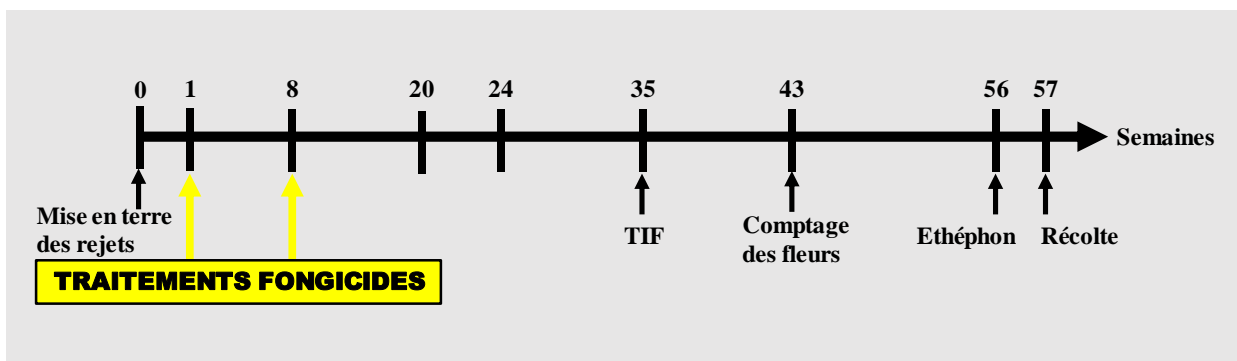 0 1 8 20 24 35 43 56 57
Semaines
Mise en terre
des rejets
TIF
Comptage
des fleurs
Ethéphon
Récolte
TRAITEMENTS FONGICIDES